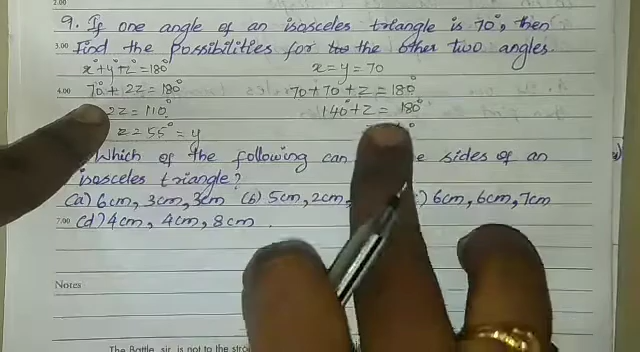 2.00
9. If one angle of an isosceles triangle is 70°, then
3.00 Find the possibilities for the other two angles.
x°+y°+z°=180° x=y=70
4.00 70°+2z=180° 70+70°+z=180°
2z=110° 140°+z=180°
z=55°=y
Which of the following can sides of an
isosceles triangle?
(a) 6cm, 3cm, 3cm (b) 5cm, 2cm, ) 6cm, 6cm, 7cm
7.00 (d) 4cm, 4cm, 8cm.
Notes
The Battle, sir, is not to the stro